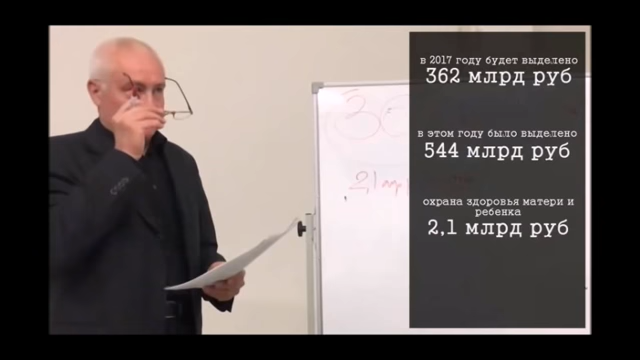 в 2017 году будет выделено
362 млрд руб
в этом году было выделено
544 млрд руб
охрана здоровья матери и
ребенка
2,1 млрд руб